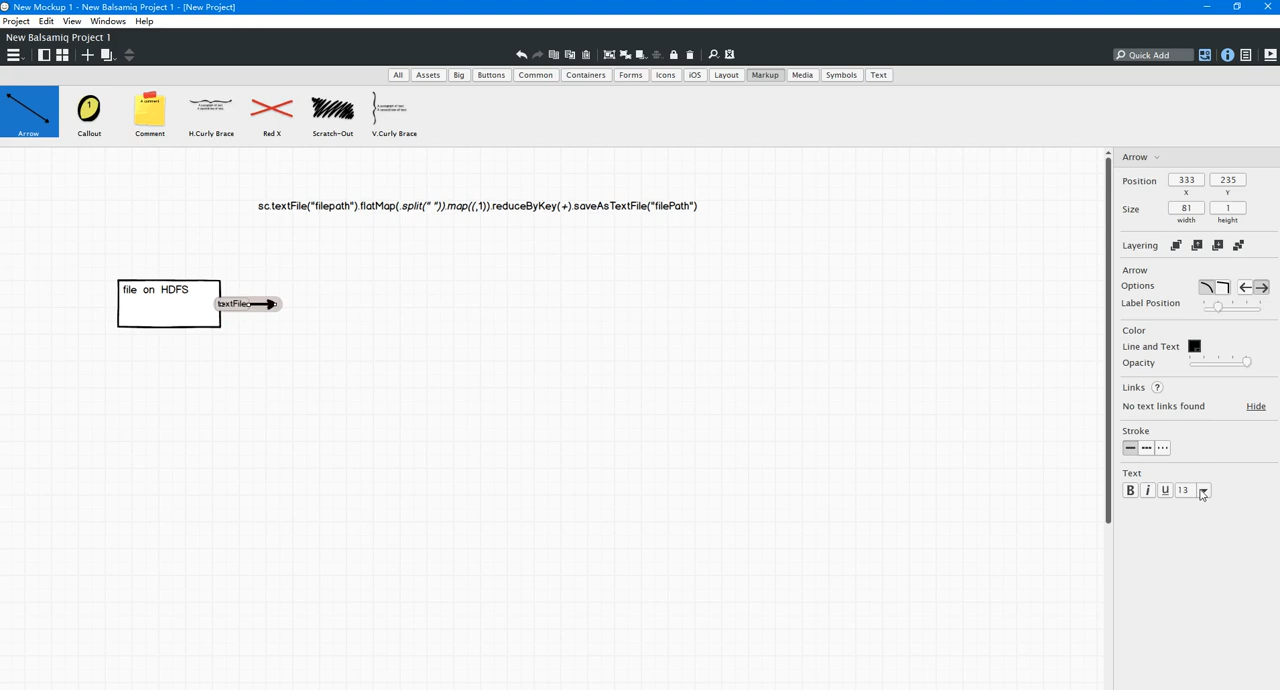 New Mockup 1 - New Balsamiq Project 1 - [New Project]
Project Edit View Windows Help
New Balsamiq Project 1
Quick Add
All Assets Big Buttons Common Containers Forms Icons iOS Layout Markup Media Symbols Text
Arrow Callout Comment H.Curly Brace Red X Scratch-Out V.Curly Brace
Arrow
Position 333 235
X Y
Size 81 1
width height
Layering
Arrow
Options
Label Position
Color
Line and Text
Opacity
Links ?
No text links found Hide
Stroke
Text
B i U 13
sc.textFile("filepath").flatMap(.split(" ")).map((,1)).reduceByKey(+).saveAsTextFile("filePath")
file on HDFS
textFile